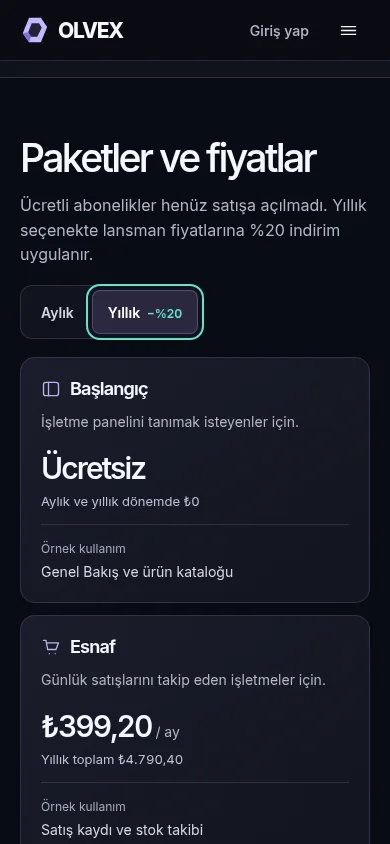 OLVEX
Giriş yap
Paketler ve fiyatlar
Ücretli abonelikler henüz satışa açılmadı. Yıllık
seçenekte lansman fiyatlarına %20 indirim
uygulanır.
Aylık
Yıllık −%20
Başlangıç
İşletme panelini tanımak isteyenler için.
Ücretsiz
Aylık ve yıllık dönemde ₺0
Örnek kullanım
Genel Bakış ve ürün kataloğu
Esnaf
Günlük satışlarını takip eden işletmeler için.
₺399,20 / ay
Yıllık toplam ₺4.790,40
Örnek kullanım
Satış kaydı ve stok takibi